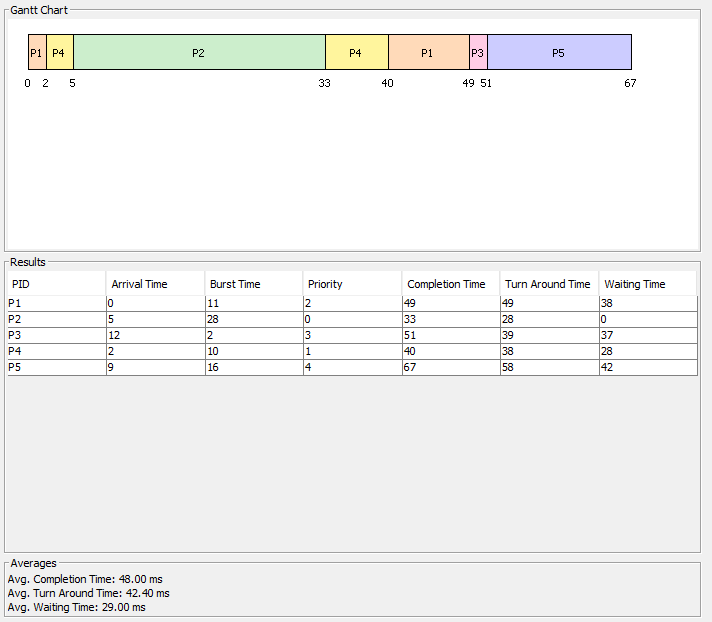 Gantt Chart
P1 P4 P2 P4 P1 P3 P5
0 2 5 33 40 49 51 67
Results
PID Arrival Time Burst Time Priority Completion Time Turn Around Time Waiting Time
P1 0 11 2 49 49 38
P2 5 28 0 33 28 0
P3 12 2 3 51 39 37
P4 2 10 1 40 38 28
P5 9 16 4 67 58 42
Averages
Avg. Completion Time: 48.00 ms
Avg. Turn Around Time: 42.40 ms
Avg. Waiting Time: 29.00 ms